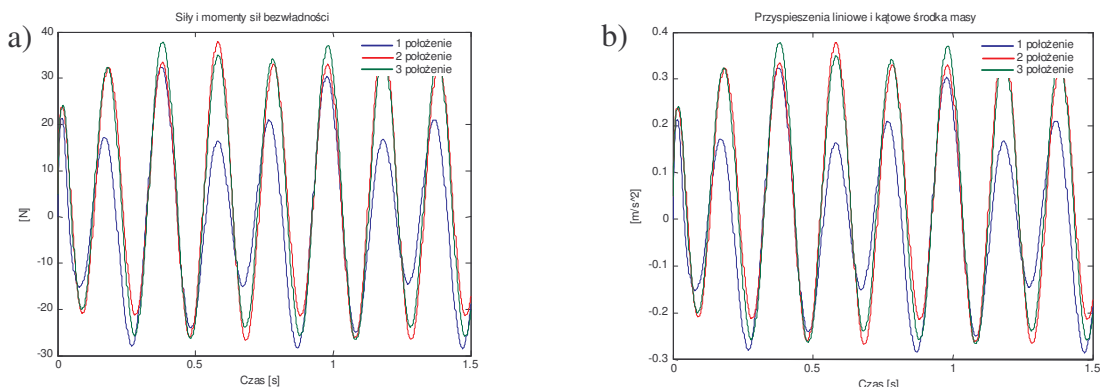 a)
Siły i momenty sił bezwładności
[N]
40
30
20
10
0
-10
-20
-30
0
0.5
1
1.5
Czas [s]
1 położenie
2 położenie
3 położenie
b)
Przyspieszenia liniowe i kątowe środka masy
[m/s^2]
0.4
0.3
0.2
0.1
0
-0.1
-0.2
-0.3
0
0.5
1
1.5
Czas [s]
1 położenie
2 położenie
3 położenie